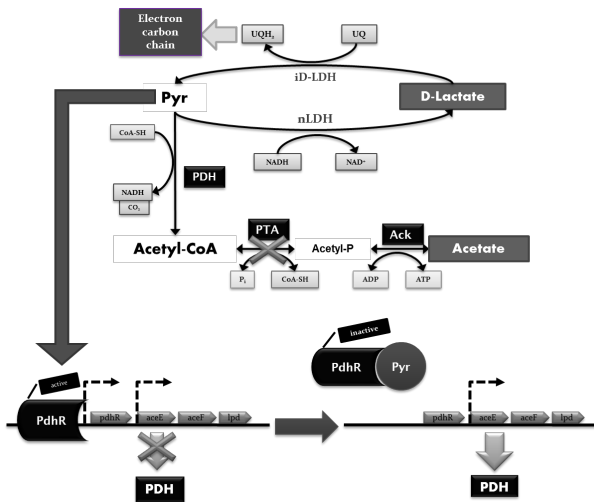 Electron
carbon
chain
UQH₂
UQ
iD-LDH
Pyr
D-Lactate
nLDH
CoA-SH
NADH
NAD⁺
PDH
NADH
CO₂
PTA
Ack
Acetyl-CoA
Acetyl-P
Acetate
Pᵢ
CoA-SH
ADP
ATP
inactive
PdhR
Pyr
active
PdhR
pdhR
aceE
aceF
lpd
pdhR
aceE
aceF
lpd
PDH
PDH